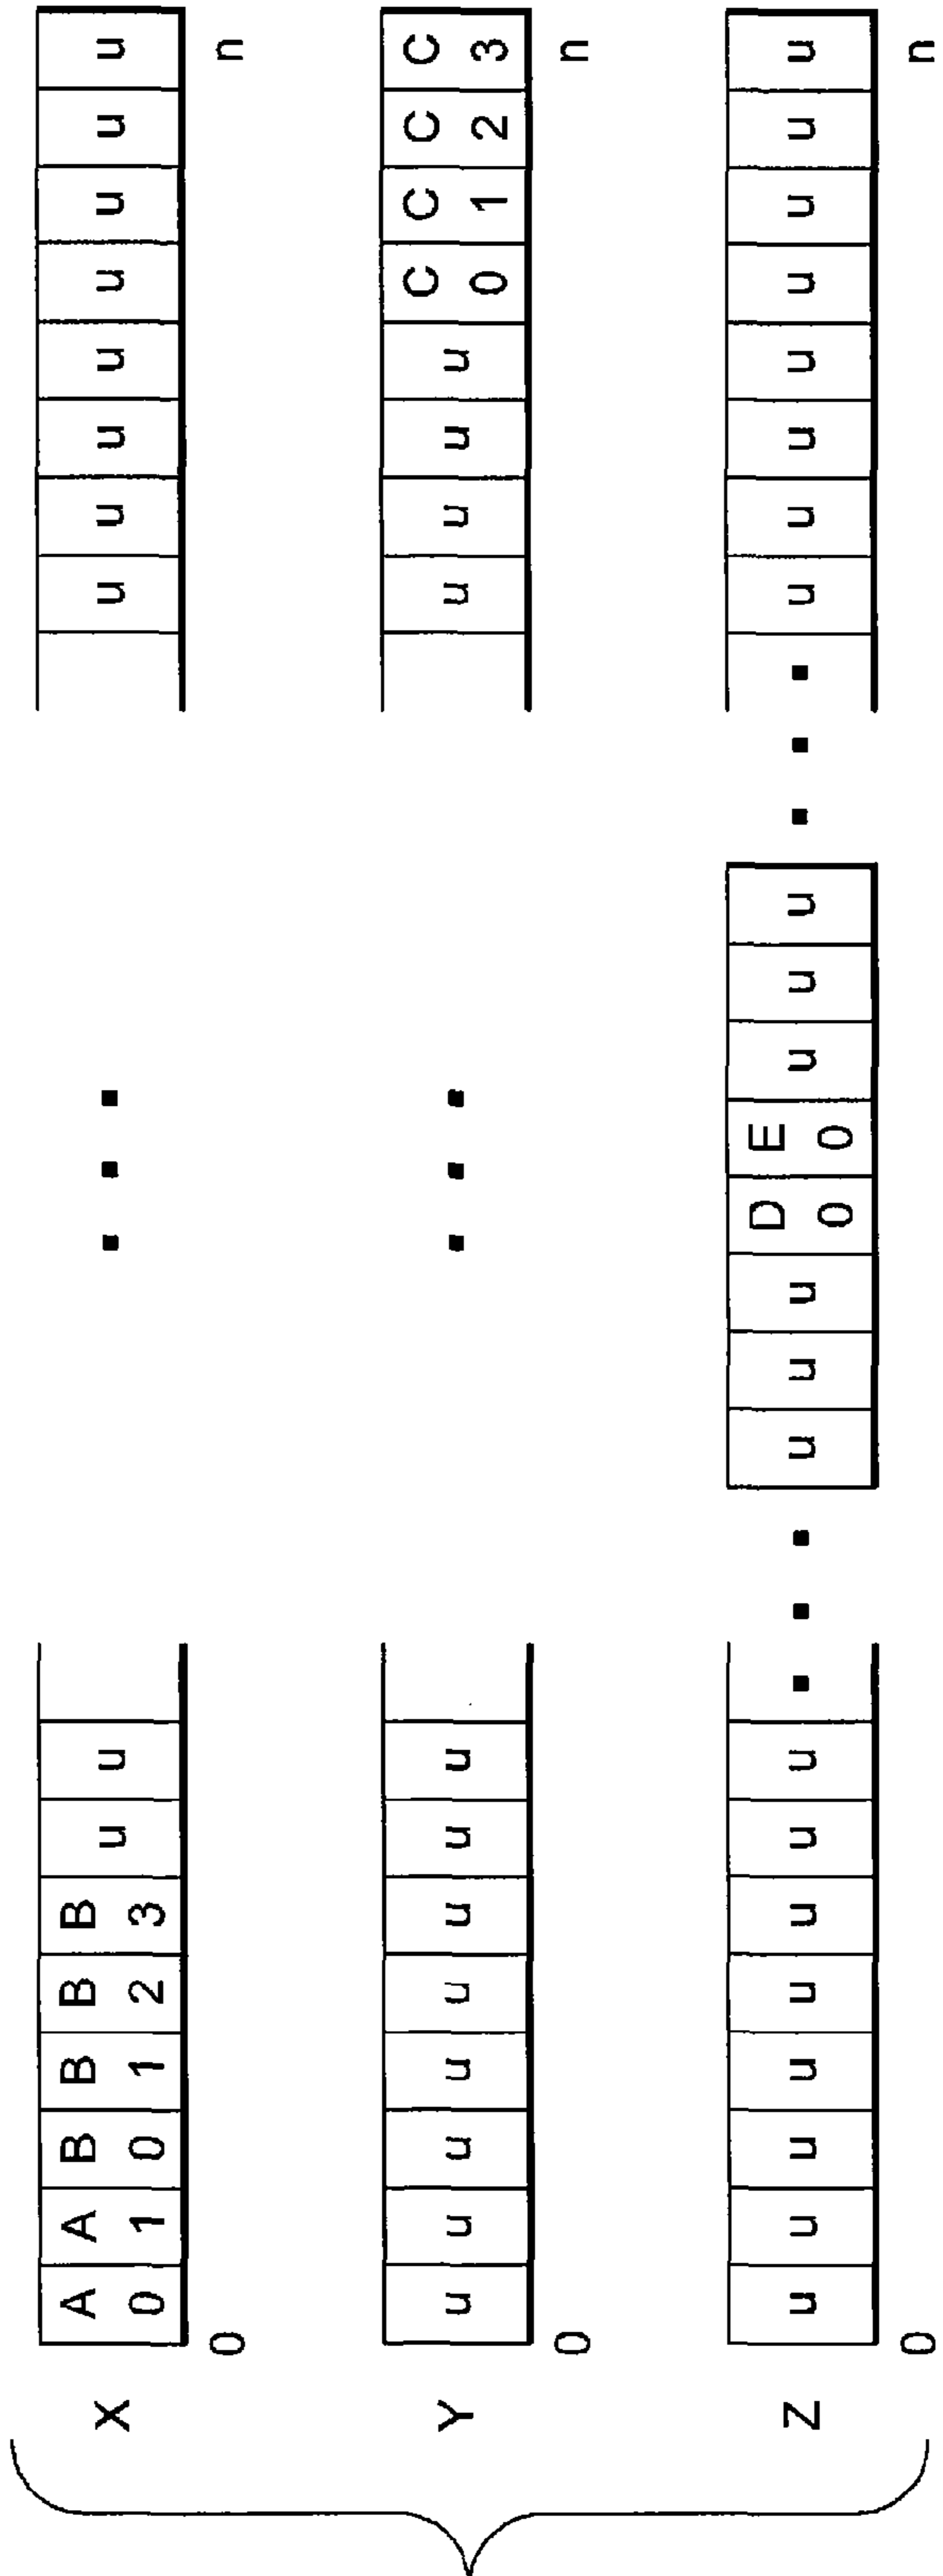 X A A B B B B u u . . . u u u u u u u u
0 1 0 1 2 3
0 n
Y u u u u u u u u . . . u u u u C C C C
0 1 2 3
0 n
Z u u u u u u u u . . . u u u D E u u u . . . u u u u u u u u
0 0
0 n